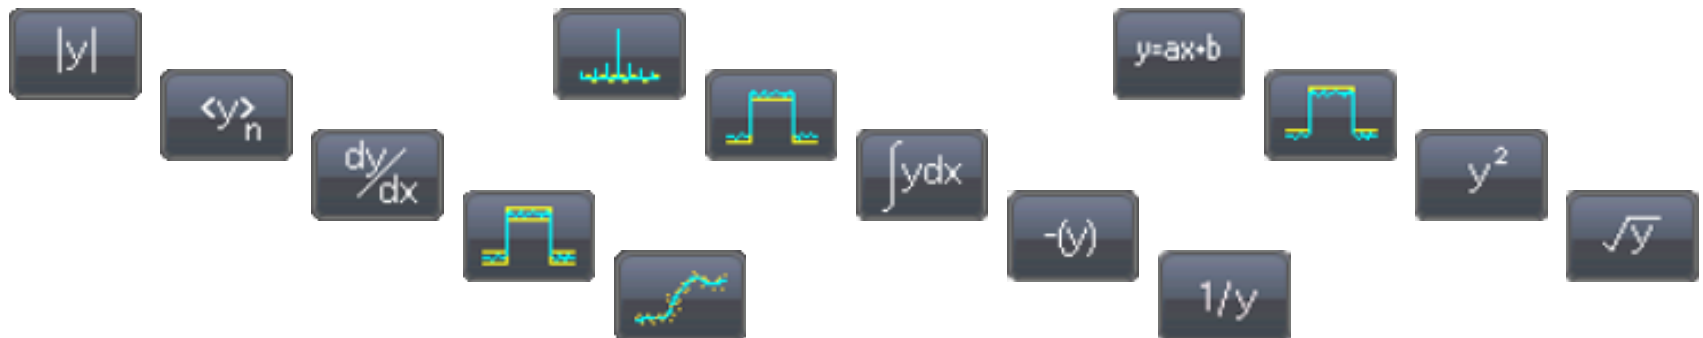 |y|
<y>n
dy/dx
∫ydx
-(y)
1/y
y=ax+b
y²
√y